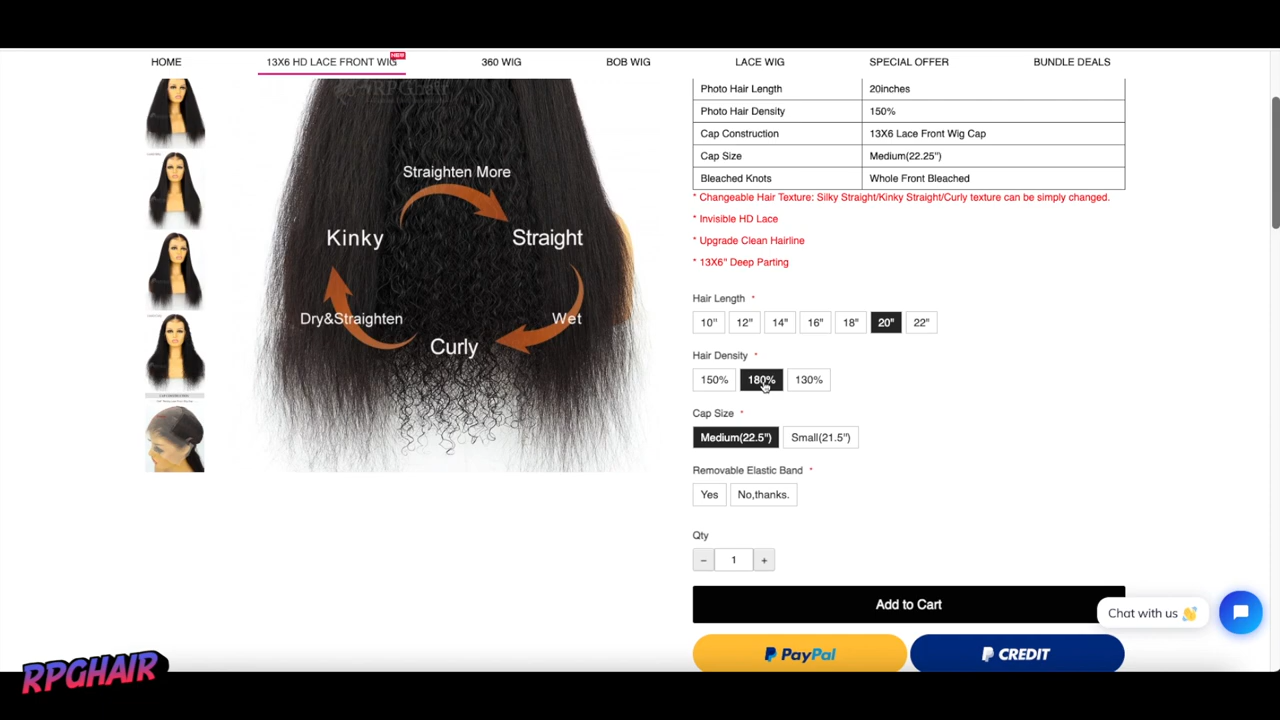 HOME
13X6 HD LACE FRONT WIG
NEW
360 WIG
BOB WIG
LACE WIG
SPECIAL OFFER
BUNDLE DEALS
RPGHair
Straighten More
Kinky
Straight
Dry&Straighten
Wet
Curly
Photo Hair Length 20inches
Photo Hair Density 150%
Cap Construction 13X6 Lace Front Wig Cap
Cap Size Medium(22.25")
Bleached Knots Whole Front Bleached
* Changeable Hair Texture: Silky Straight/Kinky Straight/Curly texture can be simply changed.
* Invisible HD Lace
* Upgrade Clean Hairline
* 13X6" Deep Parting
Hair Length *
10" 12" 14" 16" 18" 20" 22"
Hair Density *
150% 180% 130%
Cap Size *
Medium(22.5") Small(21.5")
Removable Elastic Band *
Yes No,thanks.
Qty
− 1 +
Add to Cart
Chat with us 👋
PayPal
CREDIT
RPGHAIR